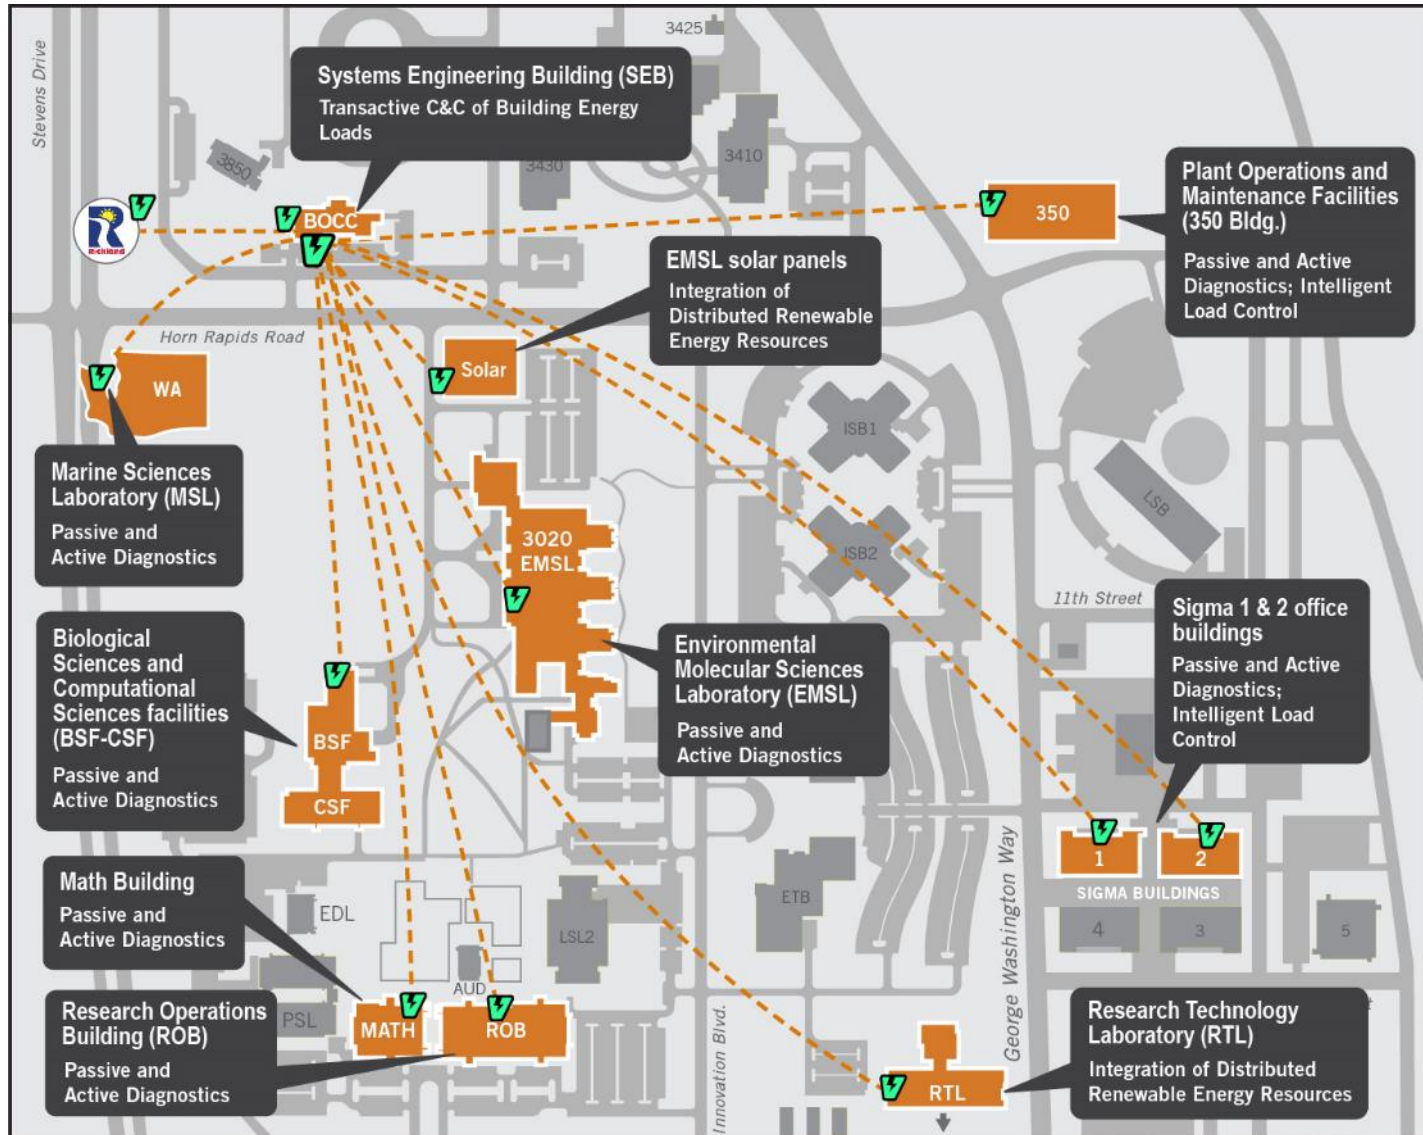 Stevens Drive
3425
Systems Engineering Building (SEB)
Transactive C&C of Building Energy
Loads
3850
3430
3410
Plant Operations and
Maintenance Facilities
(350 Bldg.)
Passive and Active
Diagnostics; Intelligent
Load Control
350
R
Richland
BOCC
EMSL solar panels
Integration of
Distributed Renewable
Energy Resources
Horn Rapids Road
Solar
WA
ISB1
Marine Sciences
Laboratory (MSL)
Passive and
Active Diagnostics
LSB
3020
EMSL
ISB2
11th Street
Sigma 1 & 2 office
buildings
Passive and Active
Diagnostics;
Intelligent Load
Control
Biological
Sciences and
Computational
Sciences facilities
(BSF-CSF)
Passive and
Active Diagnostics
Environmental
Molecular Sciences
Laboratory (EMSL)
Passive and
Active Diagnostics
BSF
CSF
1
2
SIGMA BUILDINGS
4
3
5
George Washington Way
Math Building
Passive and
Active Diagnostics
EDL
ETB
LSL2
AUD
Research Operations
Building (ROB)
Passive and
Active Diagnostics
PSL
MATH
ROB
Innovation Blvd.
Research Technology
Laboratory (RTL)
Integration of Distributed
Renewable Energy Resources
RTL